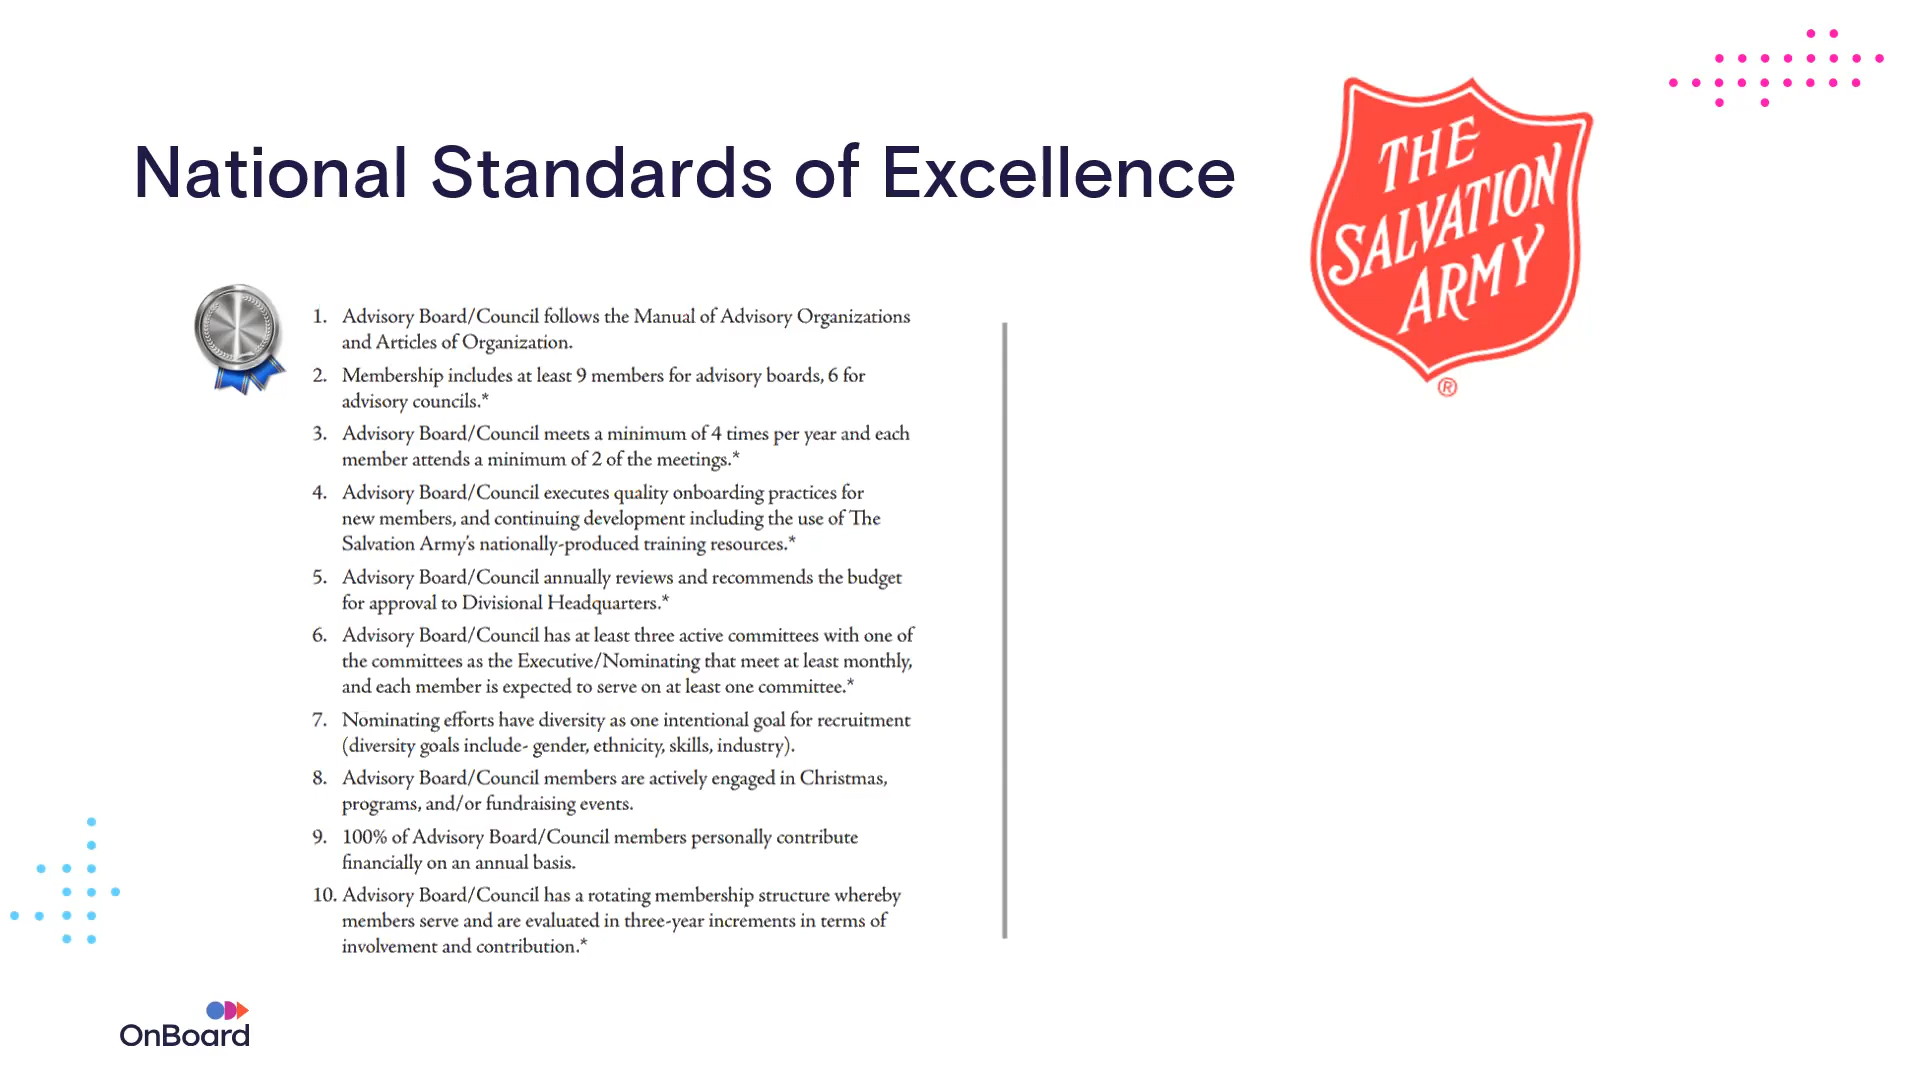 National Standards of Excellence
THE
SALVATION
ARMY
®
1. Advisory Board/Council follows the Manual of Advisory Organizations
and Articles of Organization.
2. Membership includes at least 9 members for advisory boards, 6 for
advisory councils.*
3. Advisory Board/Council meets a minimum of 4 times per year and each
member attends a minimum of 2 of the meetings.*
4. Advisory Board/Council executes quality onboarding practices for
new members, and continuing development including the use of The
Salvation Army's nationally-produced training resources.*
5. Advisory Board/Council annually reviews and recommends the budget
for approval to Divisional Headquarters.*
6. Advisory Board/Council has at least three active committees with one of
the committees as the Executive/Nominating that meet at least monthly,
and each member is expected to serve on at least one committee.*
7. Nominating efforts have diversity as one intentional goal for recruitment
(diversity goals include- gender, ethnicity, skills, industry).
8. Advisory Board/Council members are actively engaged in Christmas,
programs, and/or fundraising events.
9. 100% of Advisory Board/Council members personally contribute
financially on an annual basis.
10. Advisory Board/Council has a rotating membership structure whereby
members serve and are evaluated in three-year increments in terms of
involvement and contribution.*
OnBoard